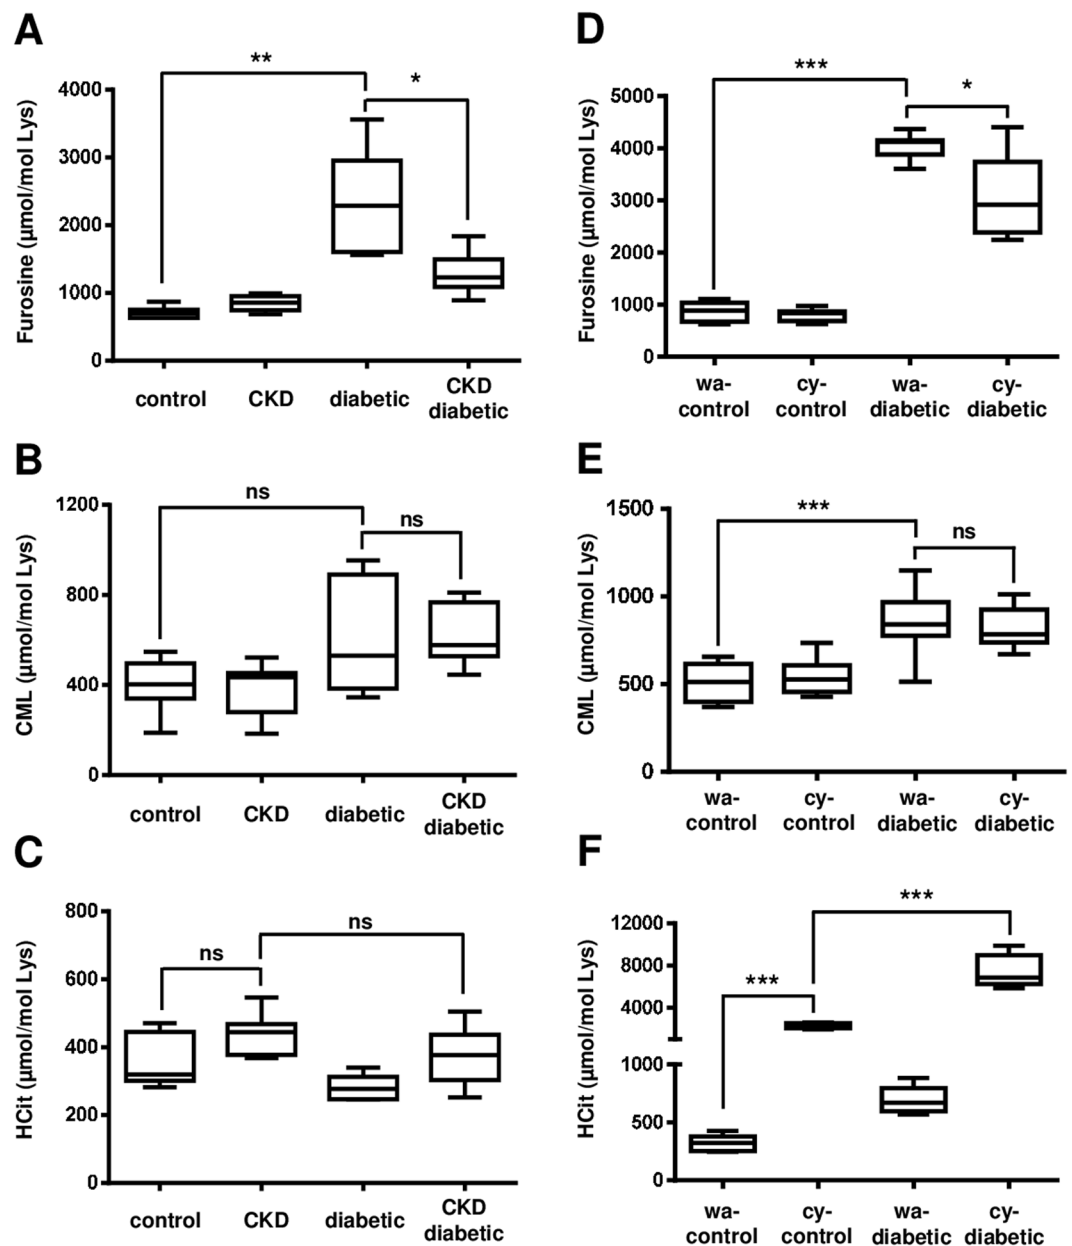 A
**
*
4000
3000
2000
1000
0
Furosine (µmol/mol Lys)
control
CKD
diabetic
CKD
diabetic
D
***
*
5000
4000
3000
2000
1000
0
Furosine (µmol/mol Lys)
wa-
control
cy-
control
wa-
diabetic
cy-
diabetic
B
ns
ns
1200
800
400
0
CML (µmol/mol Lys)
control
CKD
diabetic
CKD
diabetic
E
***
ns
1500
1000
500
0
CML (µmol/mol Lys)
wa-
control
cy-
control
wa-
diabetic
cy-
diabetic
C
ns
ns
800
600
400
200
0
HCit (µmol/mol Lys)
control
CKD
diabetic
CKD
diabetic
F
***
***
12000
8000
4000
1000
500
0
HCit (µmol/mol Lys)
wa-
control
cy-
control
wa-
diabetic
cy-
diabetic